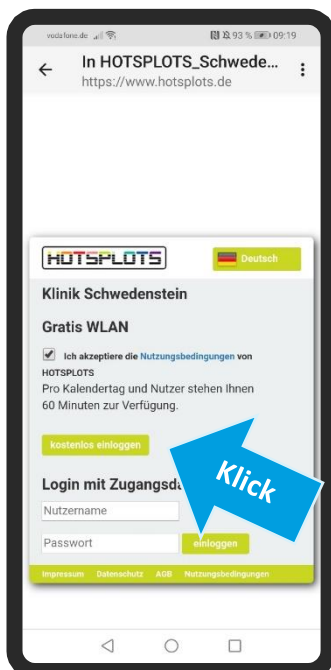 vodafone.de 93 % 09:19
In HOTSPLOTS_Schwede...
https://www.hotsplots.de
HOTSPLOTS Deutsch
Klinik Schwedenstein
Gratis WLAN
Ich akzeptiere die Nutzungsbedingungen von
HOTSPLOTS
Pro Kalendertag und Nutzer stehen Ihnen
60 Minuten zur Verfügung.
kostenlos einloggen
Klick
Login mit Zugangsda
Nutzername
Passwort einloggen
Impressum Datenschutz AGB Nutzungsbedingungen